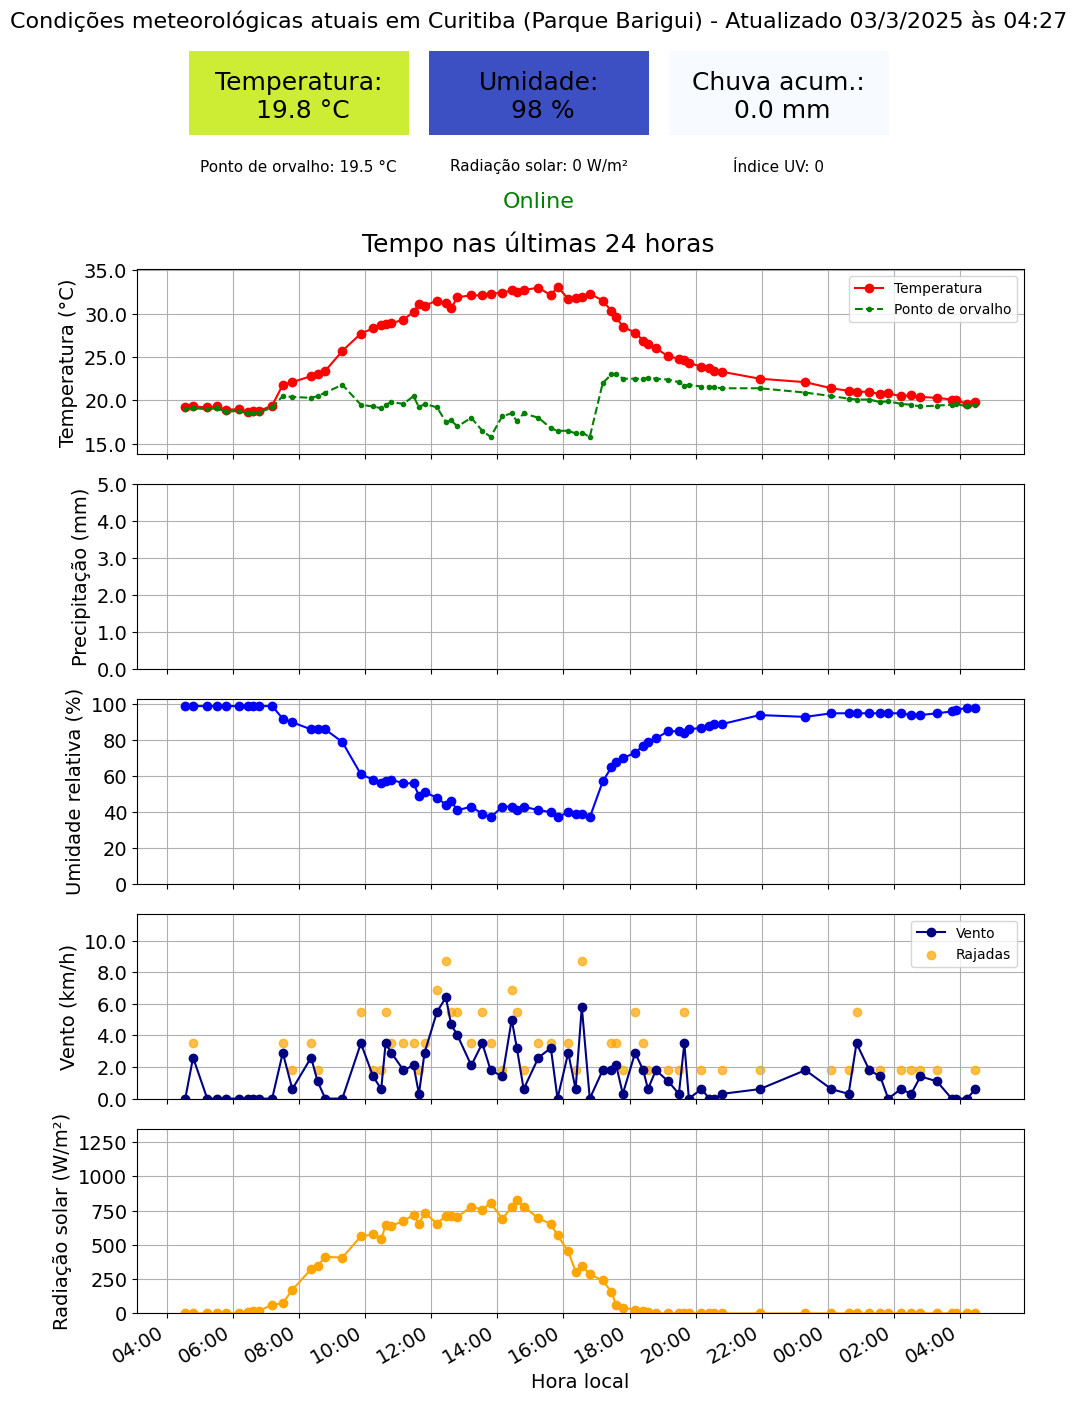 Condições meteorológicas atuais em Curitiba (Parque Barigui) - Atualizado 03/3/2025 às 04:27
Temperatura:
19.8 °C
Umidade:
98 %
Chuva acum.:
0.0 mm
Ponto de orvalho: 19.5 °C
Radiação solar: 0 W/m²
Índice UV: 0
Online
Tempo nas últimas 24 horas
Temperatura (°C)
35.0
30.0
25.0
20.0
15.0
Temperatura
Ponto de orvalho
Precipitação (mm)
5.0
4.0
3.0
2.0
1.0
0.0
Umidade relativa (%)
100
80
60
40
20
0
Vento (km/h)
10.0
8.0
6.0
4.0
2.0
0.0
Vento
Rajadas
Radiação solar (W/m²)
1250
1000
750
500
250
0
04:00
06:00
08:00
10:00
12:00
14:00
16:00
18:00
20:00
22:00
00:00
02:00
04:00
Hora local